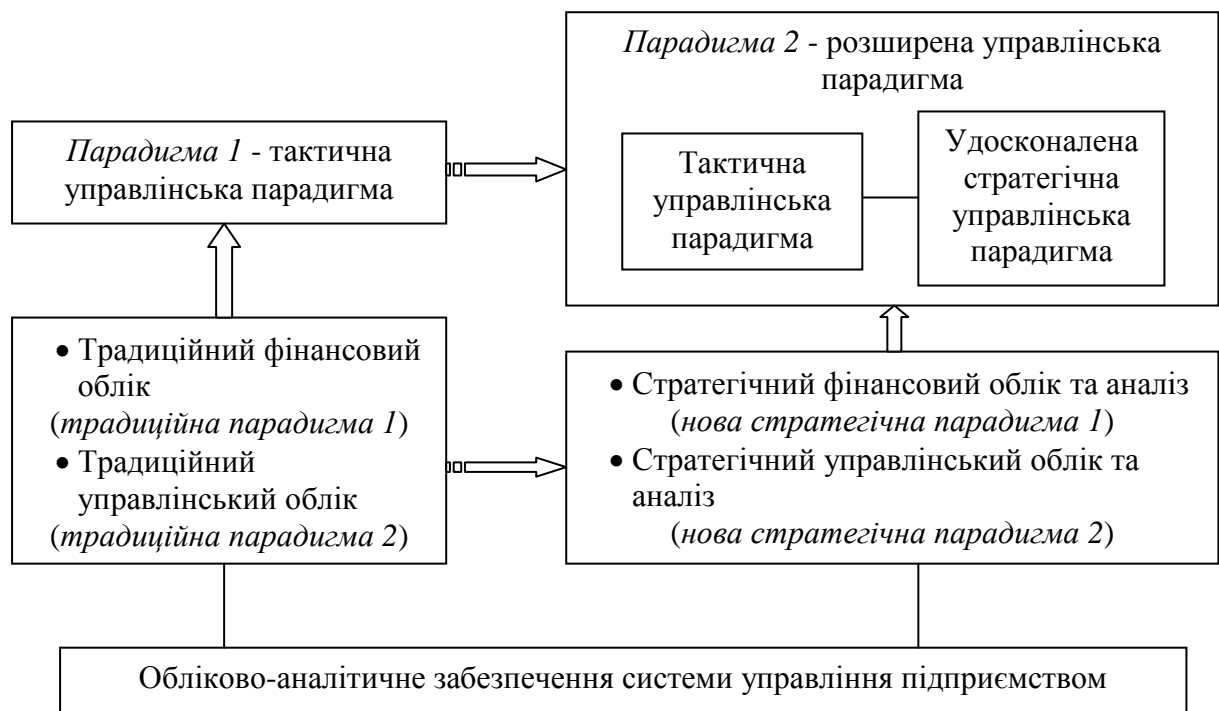 Парадигма 1 - тактична
управлінська парадигма
Парадигма 2 - розширена управлінська
парадигма
Тактична
управлінська
парадигма
Удосконалена
стратегічна
управлінська
парадигма
• Традиційний фінансовий
облік
(традиційна парадигма 1)
• Традиційний
управлінський облік
(традиційна парадигма 2)
• Стратегічний фінансовий облік та аналіз
(нова стратегічна парадигма 1)
• Стратегічний управлінський облік та
аналіз
(нова стратегічна парадигма 2)
Обліково-аналітичне забезпечення системи управління підприємством